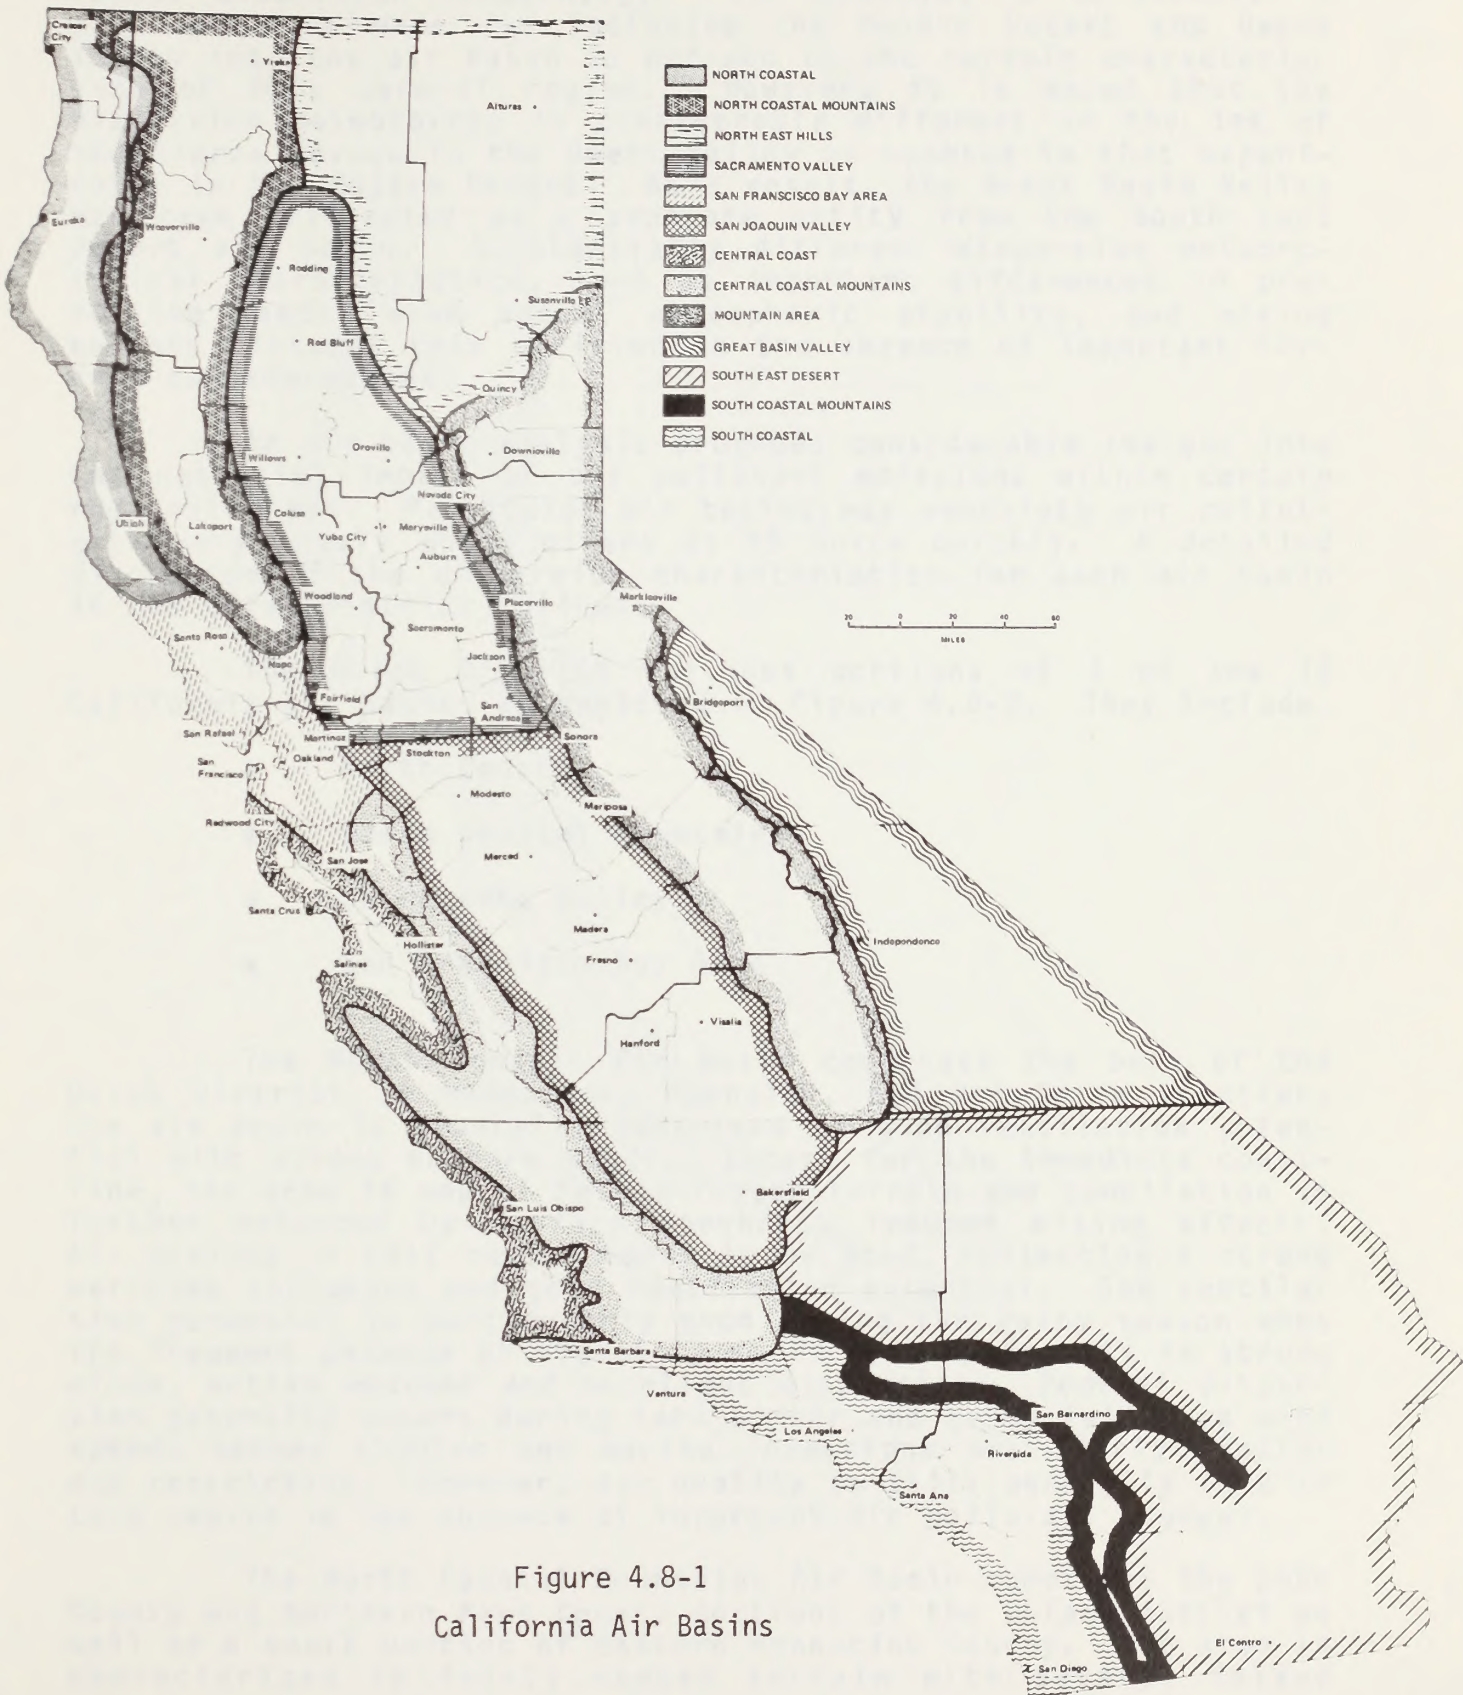 Crescent
City
Yreka
Alturas
Eureka
Weaverville
Redding
Susanville
Red Bluff
Quincy
Willows
Oroville
Downieville
Nevada City
Ukiah
Lakeport
Colusa
Marysville
Yuba City
Auburn
Woodland
Placerville
Markleeville
Santa Rosa
Sacramento
Napa
Jackson
Fairfield
San
Andreas
Bridgeport
San Rafael
Martinez
Stockton
Sonora
San
Francisco
Oakland
Modesto
Mariposa
Redwood City
San Jose
Merced
Santa Cruz
Madera
Hollister
Independence
Fresno
Salinas
Visalia
Hanford
Bakersfield
San Luis Obispo
Santa Barbara
Ventura
Los Angeles
San Bernardino
Riverside
Santa Ana
El Centro
San Diego
NORTH COASTAL
NORTH COASTAL MOUNTAINS
NORTH EAST HILLS
SACRAMENTO VALLEY
SAN FRANSCISCO BAY AREA
SAN JOAQUIN VALLEY
CENTRAL COAST
CENTRAL COASTAL MOUNTAINS
MOUNTAIN AREA
GREAT BASIN VALLEY
SOUTH EAST DESERT
SOUTH COASTAL MOUNTAINS
SOUTH COASTAL
20 0 20 40 60
MILES
Figure 4.8-1
California Air Basins